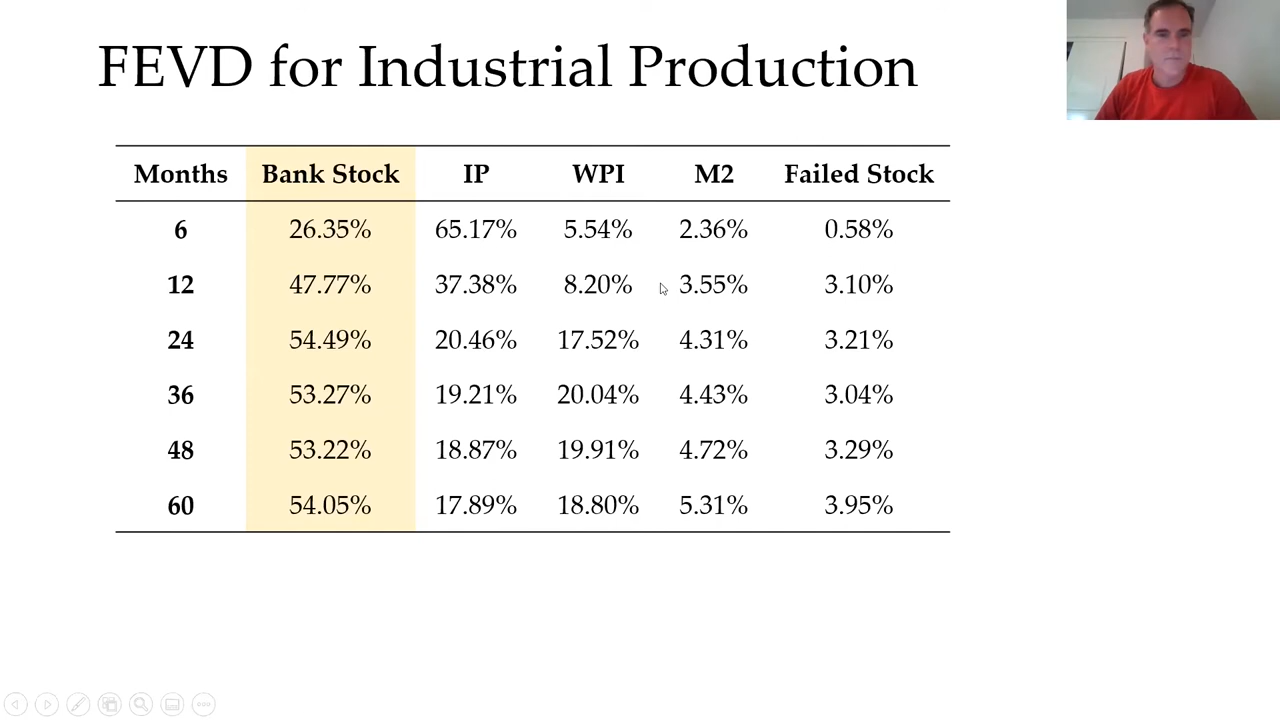 FEVD for Industrial Production
Months Bank Stock IP WPI M2 Failed Stock
6 26.35% 65.17% 5.54% 2.36% 0.58%
12 47.77% 37.38% 8.20% 3.55% 3.10%
24 54.49% 20.46% 17.52% 4.31% 3.21%
36 53.27% 19.21% 20.04% 4.43% 3.04%
48 53.22% 18.87% 19.91% 4.72% 3.29%
60 54.05% 17.89% 18.80% 5.31% 3.95%